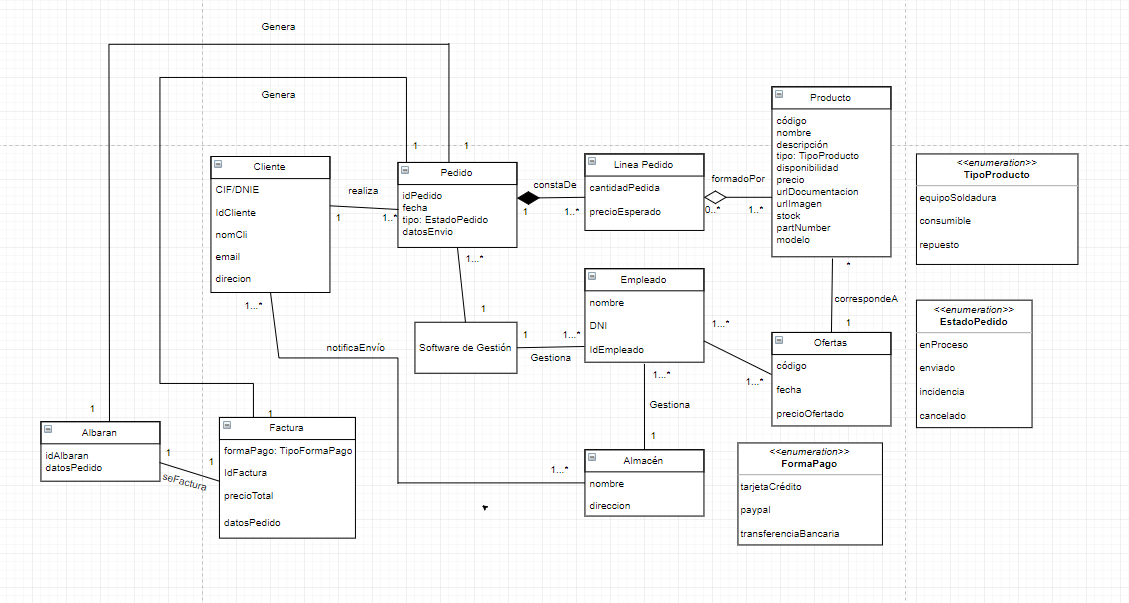 Genera
Genera
1
1
Cliente
CIF/DNIE
IdCliente
nomCli
email
direcion
realiza
1
1..*
Pedido
idPedido
fecha
tipo: EstadoPedido
datosEnvio
constaDe
1
1..*
Linea Pedido
cantidadPedida
precioEsperado
formadoPor
0..*
1..*
Producto
código
nombre
descripción
tipo: TipoProducto
disponibilidad
precio
urlDocumentacion
urlImagen
stock
partNumber
modelo
<<enumeration>>
TipoProducto
equipoSoldadura
consumible
repuesto
1...*
1
Software de Gestión
1
1...*
Gestiona
Empleado
nombre
DNI
IdEmpleado
1...*
1...*
*
correspondeA
1
Ofertas
código
fecha
precioOfertado
<<enumeration>>
EstadoPedido
enProceso
enviado
incidencia
cancelado
1...*
notificaEnvío
1...*
1...*
Gestiona
1
Almacén
nombre
direccion
<<enumeration>>
FormaPago
tarjetaCrédito
paypal
transferenciaBancaria
1
Albaran
idAlbaran
datosPedido
1
1
seFactura
1
Factura
formaPago: TipoFormaPago
IdFactura
precioTotal
datosPedido